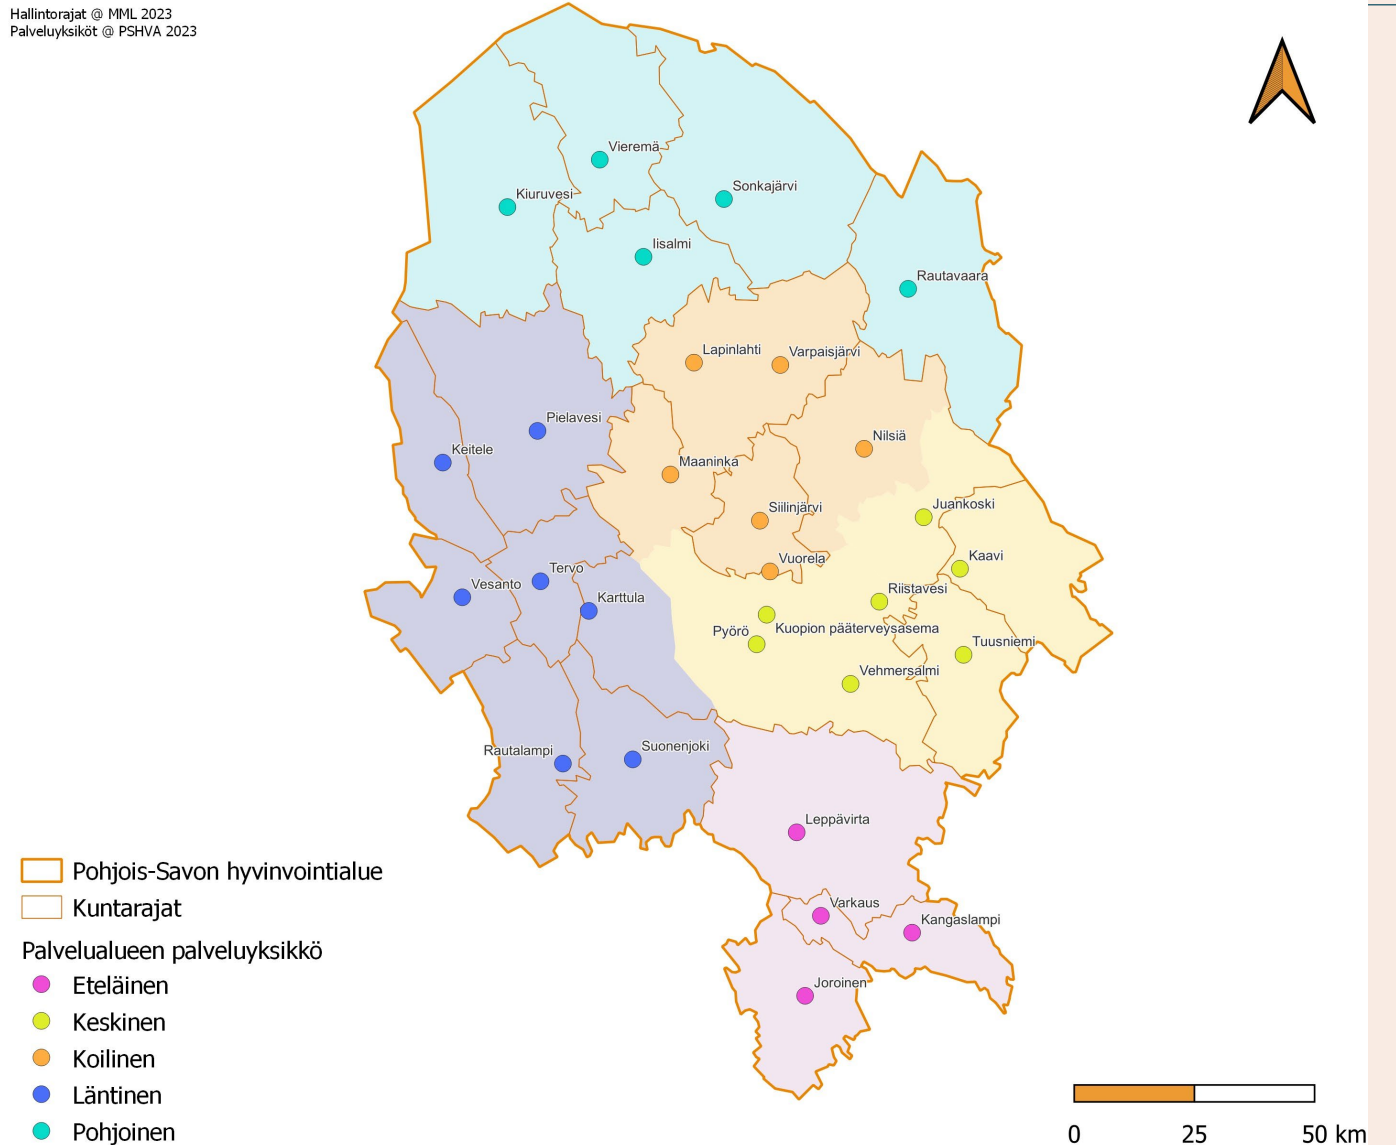 Hallintorajat @ MML 2023
Palveluyksiköt @ PSHVA 2023
Vieremä
Kiuruvesi
Sonkajärvi
Iisalmi
Rautavaara
Lapinlahti
Varpaisjärvi
Pielavesi
Nilsiä
Keitele
Maaninka
Siilinjärvi
Juankoski
Vuorela
Kaavi
Tervo
Vesanto
Karttula
Riistavesi
Kuopion pääterveysasema
Pyörö
Tuusniemi
Vehmersalmi
Suonenjoki
Rautalampi
Leppävirta
Varkaus
Kangaslampi
Joroinen
Pohjois-Savon hyvinvointialue
Kuntarajat
Palvelualueen palveluyksikkö
Eteläinen
Keskinen
Koilinen
Läntinen
Pohjoinen
0 25 50 km